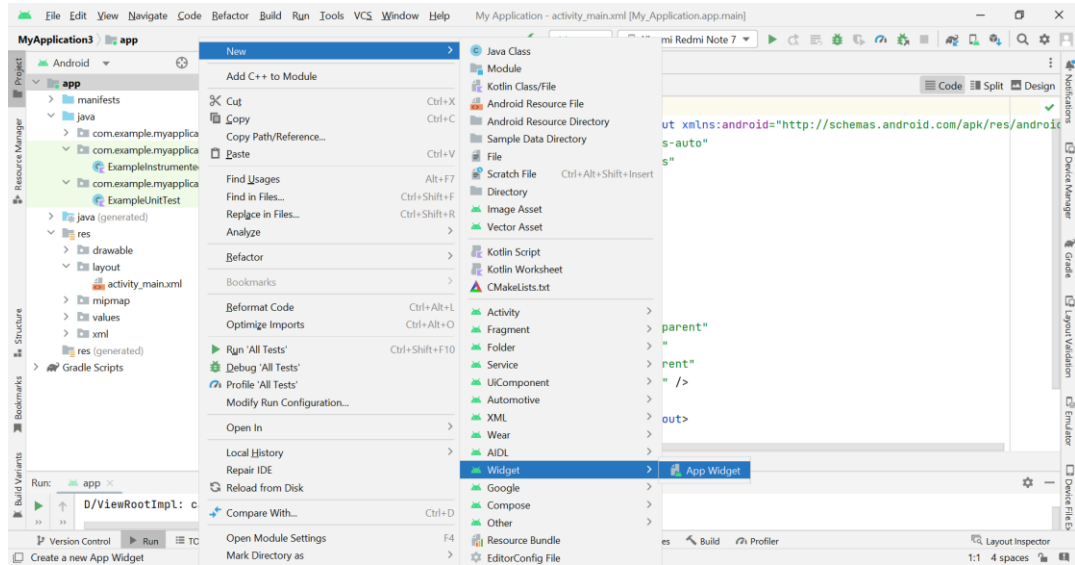 File Edit View Navigate Code Refactor Build Run Tools VCS Window Help My Application - activity_main.xml [My_Application.app.main]
MyApplication3 app
mi Redmi Note 7
Android
Project
Resource Manager
Structure
Bookmarks
Build Variants
app
manifests
java
com.example.myapplica
com.example.myapplica
ExampleInstrumente
com.example.myapplica
ExampleUnitTest
java (generated)
res
drawable
layout
activity_main.xml
mipmap
values
xml
res (generated)
Gradle Scripts
New
Add C++ to Module
Cut Ctrl+X
Copy Ctrl+C
Copy Path/Reference...
Paste Ctrl+V
Find Usages Alt+F7
Find in Files... Ctrl+Shift+F
Replace in Files... Ctrl+Shift+R
Analyze
Refactor
Bookmarks
Reformat Code Ctrl+Alt+L
Optimize Imports Ctrl+Alt+O
Run 'All Tests' Ctrl+Shift+F10
Debug 'All Tests'
Profile 'All Tests'
Modify Run Configuration...
Open In
Local History
Repair IDE
Reload from Disk
Compare With... Ctrl+D
Open Module Settings F4
Mark Directory as
Java Class
Module
Kotlin Class/File
Android Resource File
Android Resource Directory
Sample Data Directory
File
Scratch File Ctrl+Alt+Shift+Insert
Directory
Image Asset
Vector Asset
Kotlin Script
Kotlin Worksheet
CMakeLists.txt
Activity
Fragment
Folder
Service
UiComponent
Automotive
XML
Wear
AIDL
Widget
Google
Compose
Other
Resource Bundle
EditorConfig File
App Widget
Code Split Design
ut xmlns:android="http://schemas.android.com/apk/res/android
s-auto"
s"
parent"
"
rent"
" />
out>
Notifications
Device Manager
Gradle
Layout Validation
Emulator
Device File Ex
Run: app
D/ViewRootImpl: c
Version Control Run TO
es Build Profiler Layout Inspector
Create a new App Widget 1:1 4 spaces